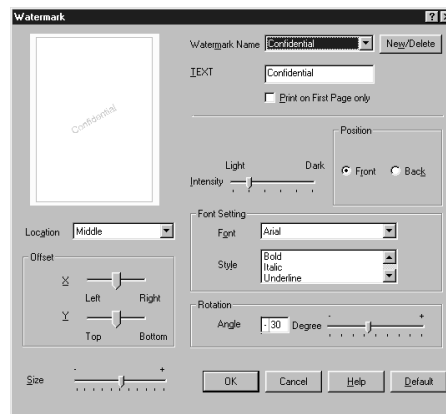 Watermark
Confidential
Watermark Name Confidential New/Delete
TEXT Confidential
Print on First Page only
Position
Light Dark
Intensity
Front Back
Location Middle
Font Setting
Font Arial
Style Bold
Italic
Underline
Offset
X
Left Right
Y
Top Bottom
Rotation
Angle - 30 Degree - +
Size - +
OK Cancel Help Default